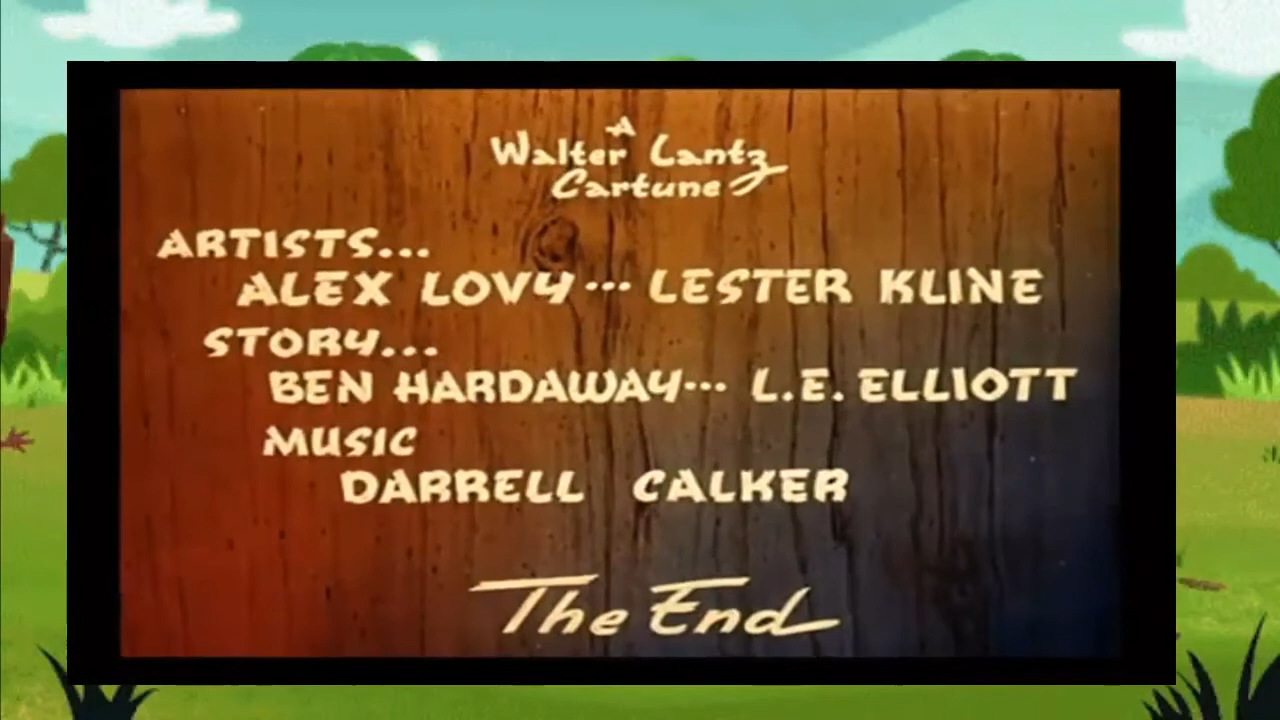 A
Walter Lantz
Cartune
ARTISTS...
ALEX LOVY... LESTER KLINE
STORY...
BEN HARDAWAY... L.E. ELLIOTT
MUSIC
DARRELL CALKER
The End